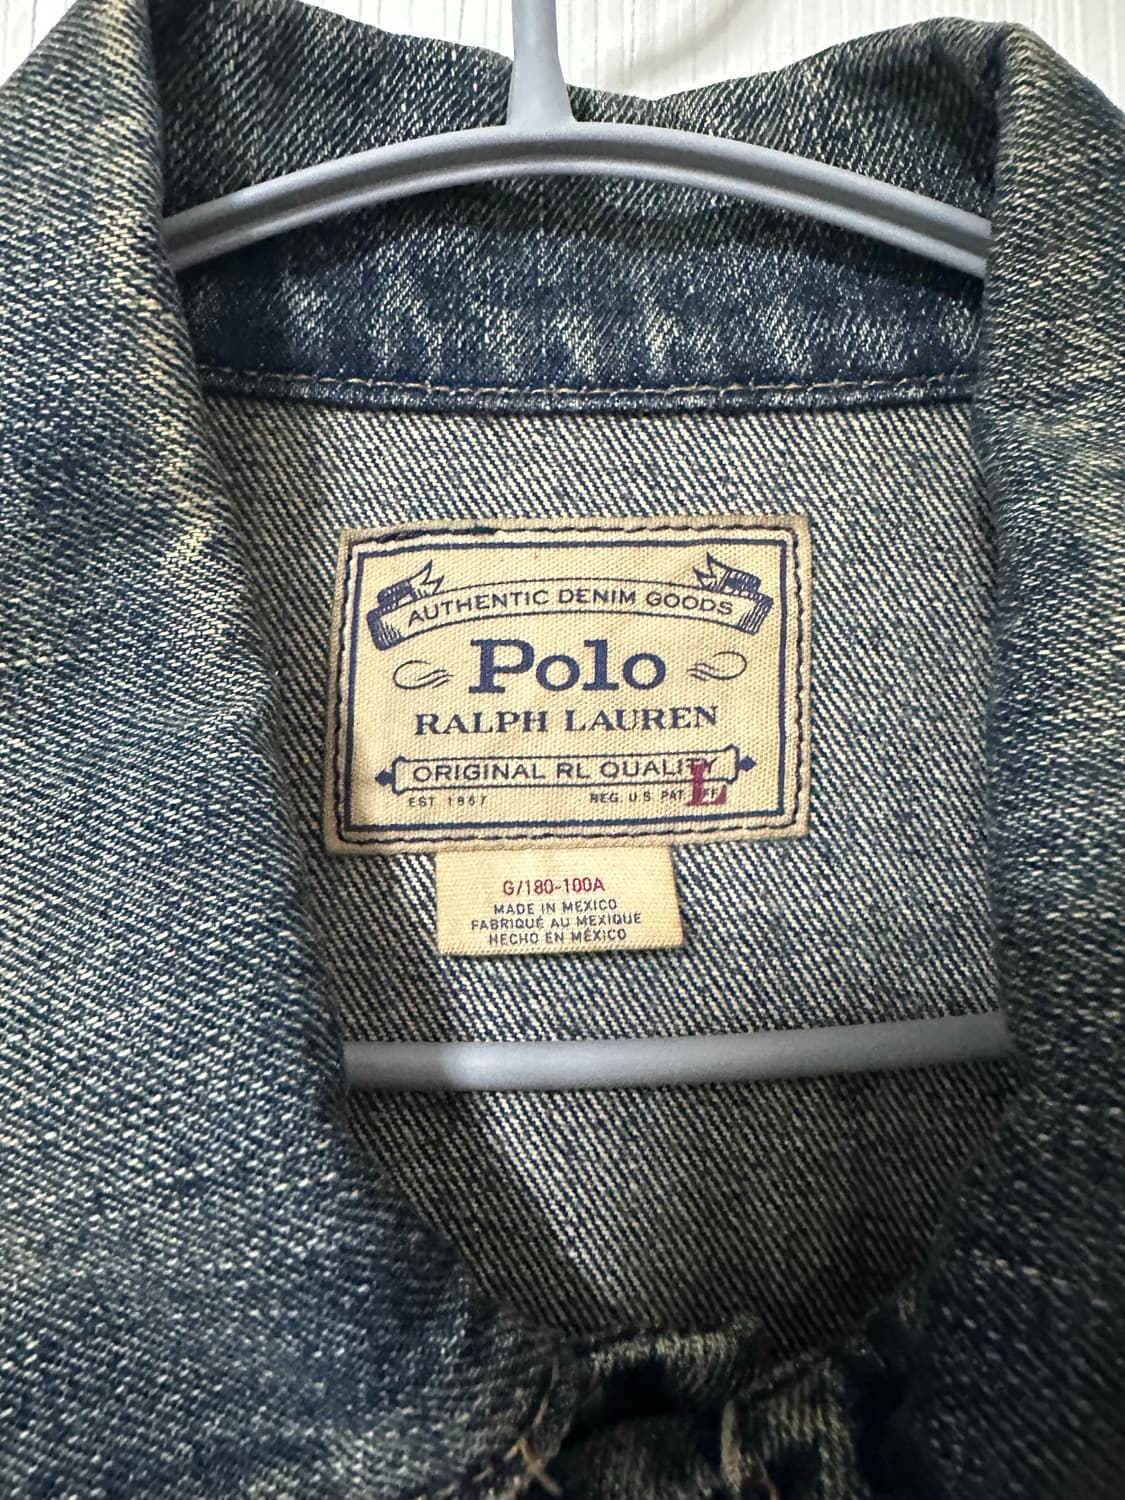 AUTHENTIC DENIM GOODS
Polo
RALPH LAUREN
ORIGINAL RL QUALITY
EST 1967 REG. U.S PAT. OFF
L
G/180-100A
MADE IN MEXICO
FABRIQUÉ AU MEXIQUE
HECHO EN MÉXICO